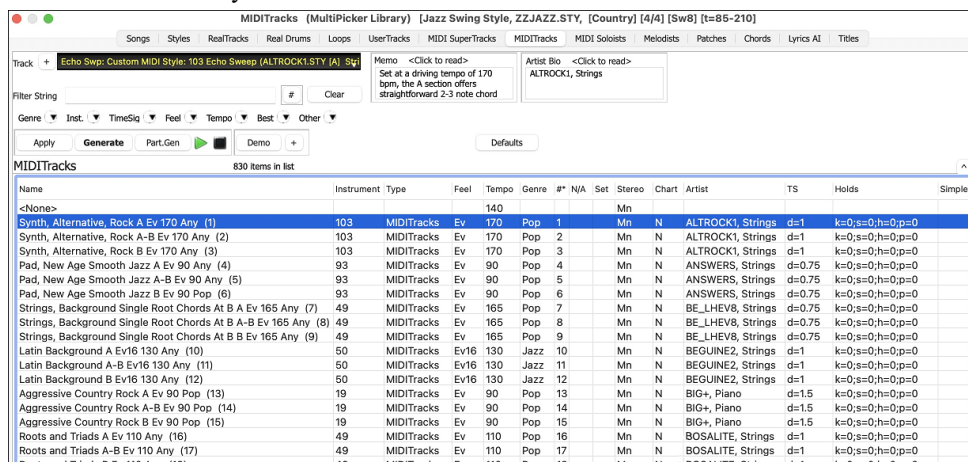 MIDITracks (MultiPicker Library) [Jazz Swing Style, ZZJAZZ.STY, [Country] [4/4] [Sw8] [t=85-210]
Songs Styles RealTracks Real Drums Loops UserTracks MIDI SuperTracks MIDITracks MIDI Soloists Melodists Patches Chords Lyrics AI Titles
Track + Echo Swp: Custom MIDI Style: 103 Echo Sweep (ALTROCK1.STY [A] Stri
Memo <Click to read>
Set at a driving tempo of 170
bpm, the A section offers
straightforward 2-3 note chord
Artist Bio <Click to read>
ALTROCK1, Strings
Filter String # Clear
Genre Inst. TimeSig Feel Tempo Best Other
Apply Generate Part.Gen Demo + Defaults
MIDITracks 830 items in list
Name Instrument Type Feel Tempo Genre #* N/A Set Stereo Chart Artist TS Holds Simple
<None> 140 Mn
Synth, Alternative, Rock A Ev 170 Any (1) 103 MIDITracks Ev 170 Pop 1 Mn N ALTROCK1, Strings d=1 k=0;s=0;h=0;p=0
Synth, Alternative, Rock A-B Ev 170 Any (2) 103 MIDITracks Ev 170 Pop 2 Mn N ALTROCK1, Strings d=1 k=0;s=0;h=0;p=0
Synth, Alternative, Rock B Ev 170 Any (3) 103 MIDITracks Ev 170 Pop 3 Mn N ALTROCK1, Strings d=1 k=0;s=0;h=0;p=0
Pad, New Age Smooth Jazz A Ev 90 Any (4) 93 MIDITracks Ev 90 Pop 4 Mn N ANSWERS, Strings d=0.75 k=0;s=0;h=0;p=0
Pad, New Age Smooth Jazz A-B Ev 90 Any (5) 93 MIDITracks Ev 90 Pop 5 Mn N ANSWERS, Strings d=0.75 k=0;s=0;h=0;p=0
Pad, New Age Smooth Jazz B Ev 90 Pop (6) 93 MIDITracks Ev 90 Pop 6 Mn N ANSWERS, Strings d=0.75 k=0;s=0;h=0;p=0
Strings, Background Single Root Chords At B A Ev 165 Any (7) 49 MIDITracks Ev 165 Pop 7 Mn N BE_LHEV8, Strings d=0.75 k=0;s=0;h=0;p=0
Strings, Background Single Root Chords At B A-B Ev 165 Any (8) 49 MIDITracks Ev 165 Pop 8 Mn N BE_LHEV8, Strings d=0.75 k=0;s=0;h=0;p=0
Strings, Background Single Root Chords At B B Ev 165 Any (9) 49 MIDITracks Ev 165 Pop 9 Mn N BE_LHEV8, Strings d=0.75 k=0;s=0;h=0;p=0
Latin Background A Ev16 130 Any (10) 50 MIDITracks Ev16 130 Jazz 10 Mn N BEGUINE2, Strings d=1 k=0;s=0;h=0;p=0
Latin Background A-B Ev16 130 Any (11) 50 MIDITracks Ev16 130 Jazz 11 Mn N BEGUINE2, Strings d=1 k=0;s=0;h=0;p=0
Latin Background B Ev16 130 Any (12) 50 MIDITracks Ev16 130 Jazz 12 Mn N BEGUINE2, Strings d=1 k=0;s=0;h=0;p=0
Aggressive Country Rock A Ev 90 Pop (13) 19 MIDITracks Ev 90 Pop 13 Mn N BIG+, Piano d=1.5 k=0;s=0;h=0;p=0
Aggressive Country Rock A-B Ev 90 Pop (14) 19 MIDITracks Ev 90 Pop 14 Mn N BIG+, Piano d=1.5 k=0;s=0;h=0;p=0
Aggressive Country Rock B Ev 90 Pop (15) 19 MIDITracks Ev 90 Pop 15 Mn N BIG+, Piano d=1.5 k=0;s=0;h=0;p=0
Roots and Triads A Ev 110 Any (16) 49 MIDITracks Ev 110 Pop 16 Mn N BOSALITE, Strings d=1 k=0;s=0;h=0;p=0
Roots and Triads A-B Ev 110 Any (17) 49 MIDITracks Ev 110 Pop 17 Mn N BOSALITE, Strings d=1 k=0;s=0;h=0;p=0